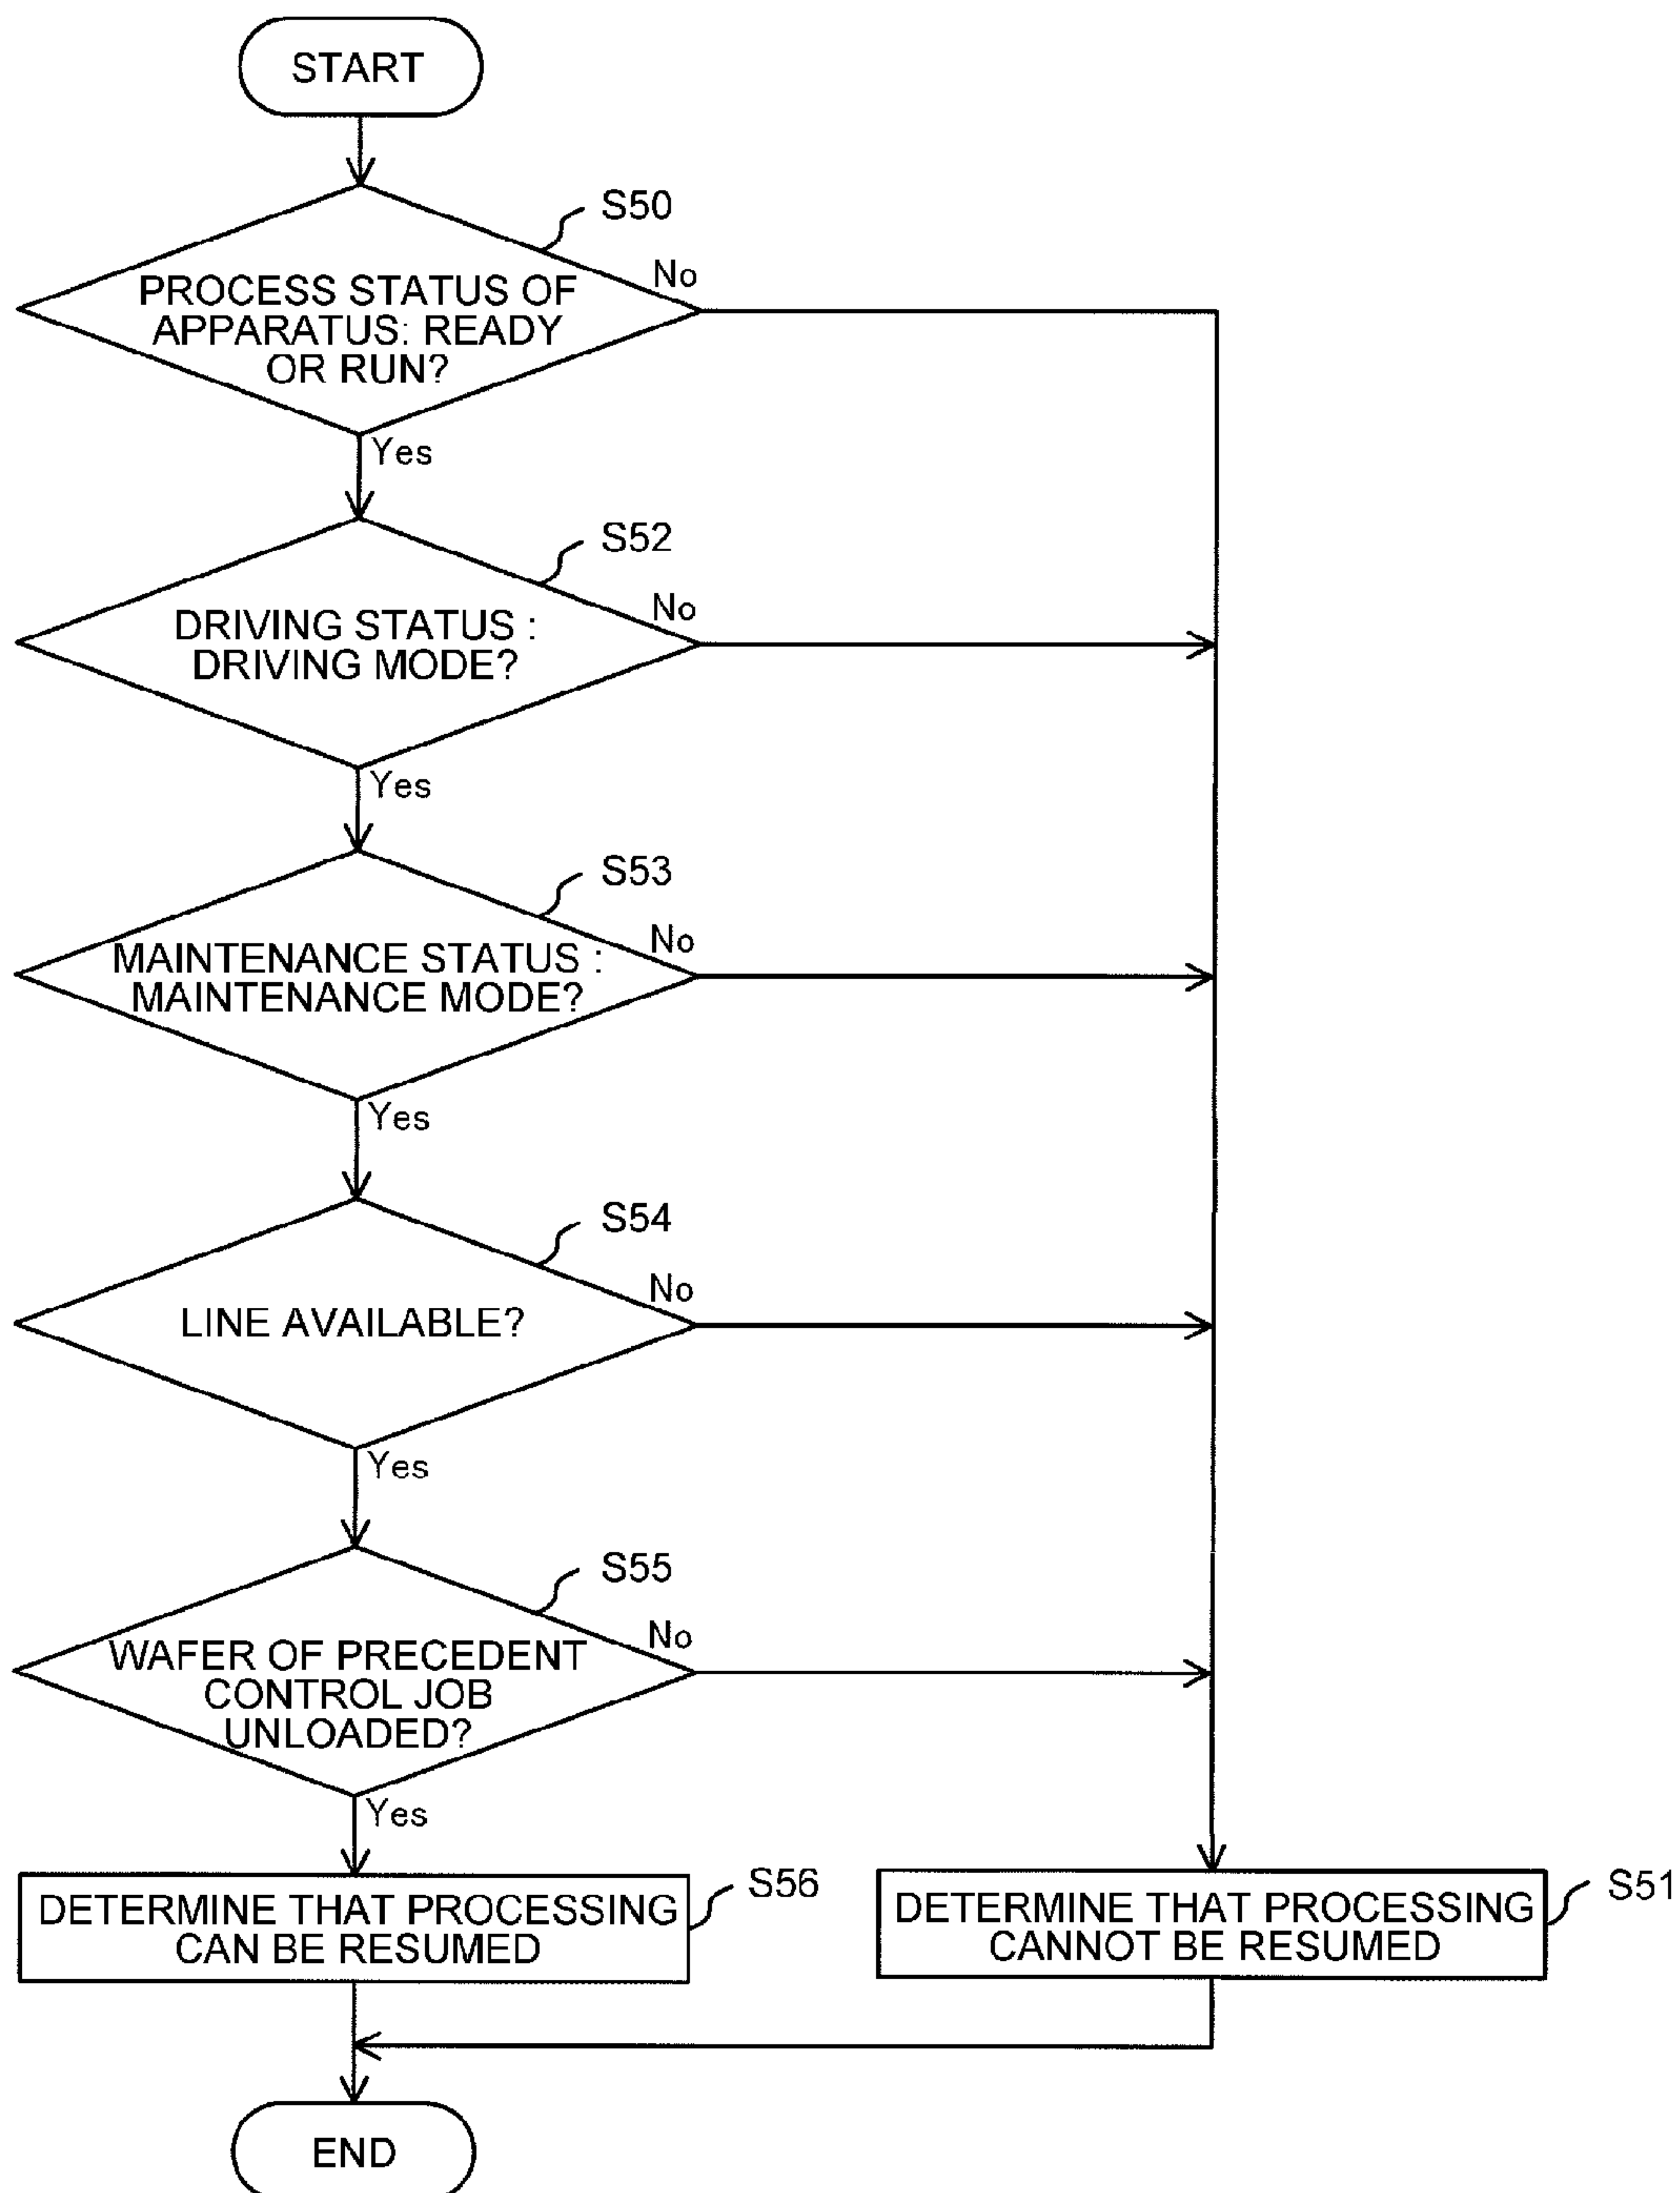 START
S50
No
PROCESS STATUS OF
APPARATUS: READY
OR RUN?
Yes
S52
No
DRIVING STATUS :
DRIVING MODE?
Yes
S53
No
MAINTENANCE STATUS :
MAINTENANCE MODE?
Yes
S54
No
LINE AVAILABLE?
Yes
S55
No
WAFER OF PRECEDENT
CONTROL JOB
UNLOADED?
Yes
S56
DETERMINE THAT PROCESSING
CAN BE RESUMED
S51
DETERMINE THAT PROCESSING
CANNOT BE RESUMED
END